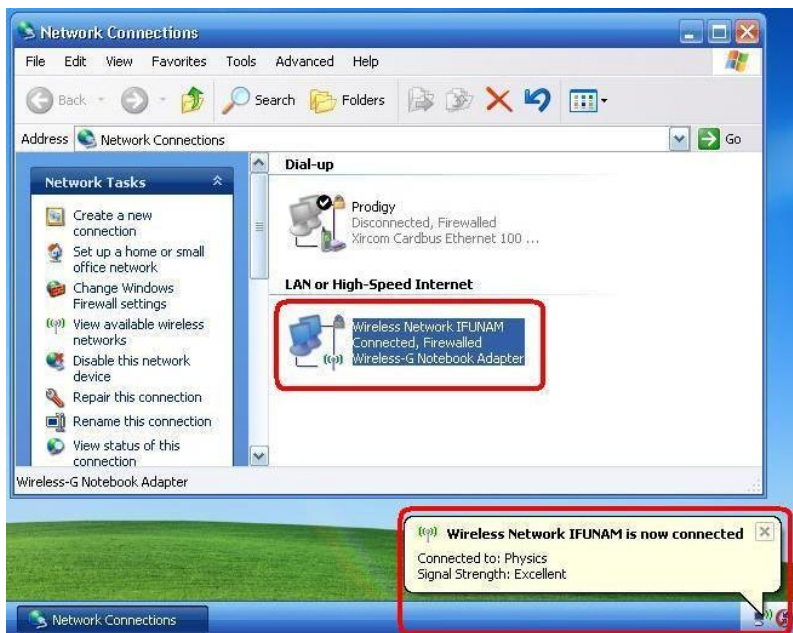 Network Connections
File Edit View Favorites Tools Advanced Help
Back Search Folders
Address Network Connections Go
Network Tasks
Create a new
connection
Set up a home or small
office network
Change Windows
Firewall settings
View available wireless
networks
Disable this network
device
Repair this connection
Rename this connection
View status of this
connection
Dial-up
Prodigy
Disconnected, Firewalled
Xircom Cardbus Ethernet 100 ...
LAN or High-Speed Internet
Wireless Network IFUNAM
Connected, Firewalled
Wireless-G Notebook Adapter
Wireless-G Notebook Adapter
Wireless Network IFUNAM is now connected
Connected to: Physics
Signal Strength: Excellent
Network Connections